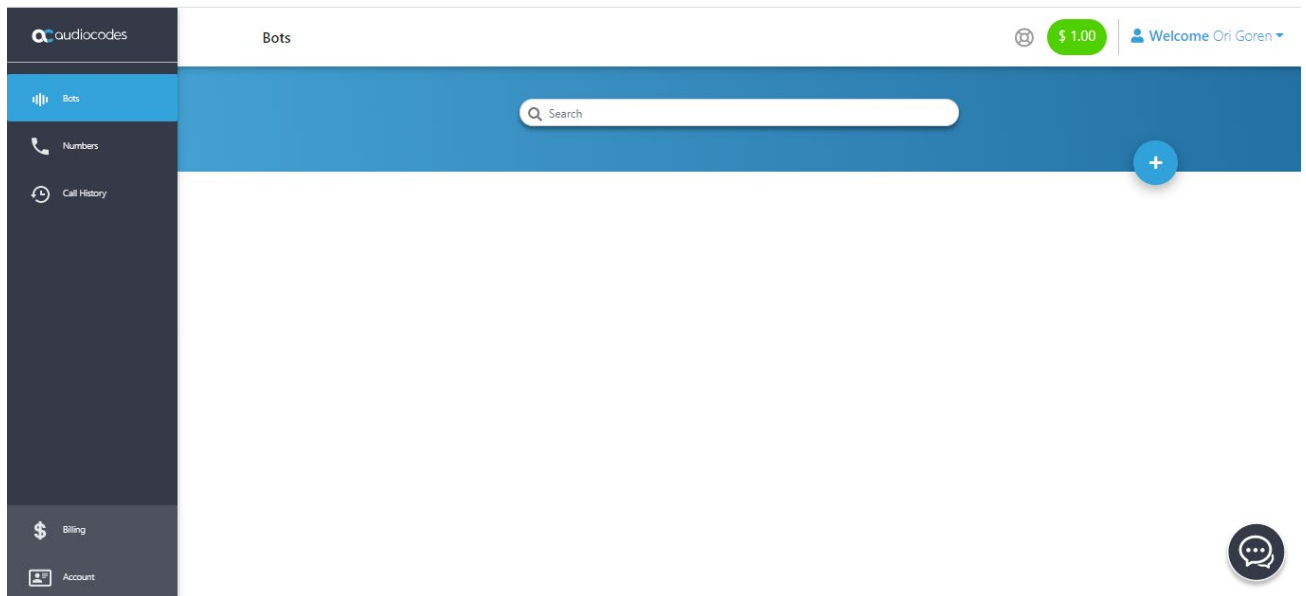 audiocodes
Bots
$ 1.00
Welcome Ori Goren
Bots
Search
Numbers
+
Call History
$ Billing
Account